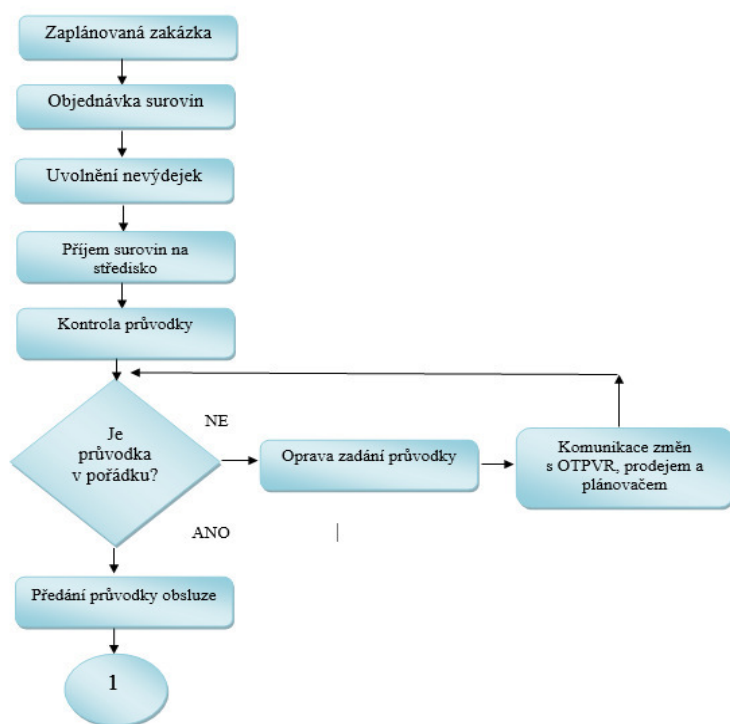 Zaplánovaná zakázka
Objednávka surovin
Uvolnění nevýdejek
Příjem surovin na
středisko
Kontrola průvodky
Je
průvodka
v pořádku?
NE
Oprava zadání průvodky
Komunikace změn
s OTPVR, prodejem a
plánovačem
ANO
Předání průvodky obsluze
1